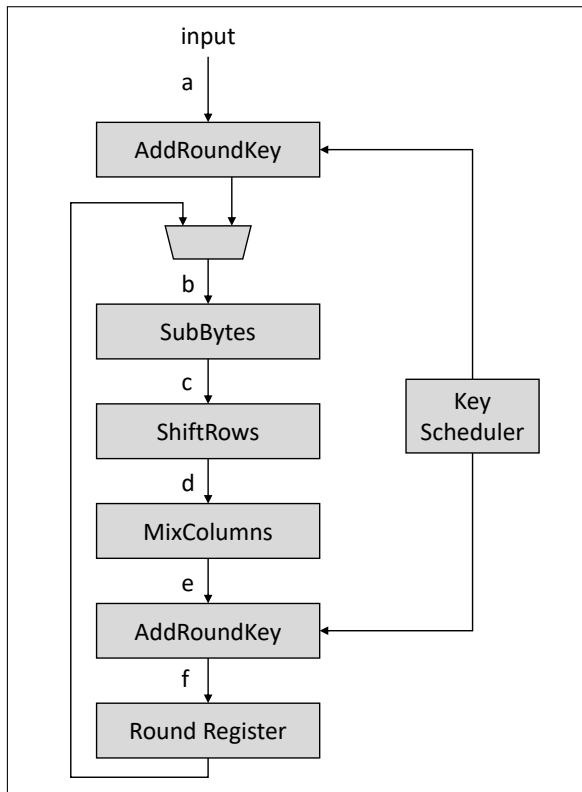 input
a
AddRoundKey
b
SubBytes
c
ShiftRows
Key
Scheduler
d
MixColumns
e
AddRoundKey
f
Round Register